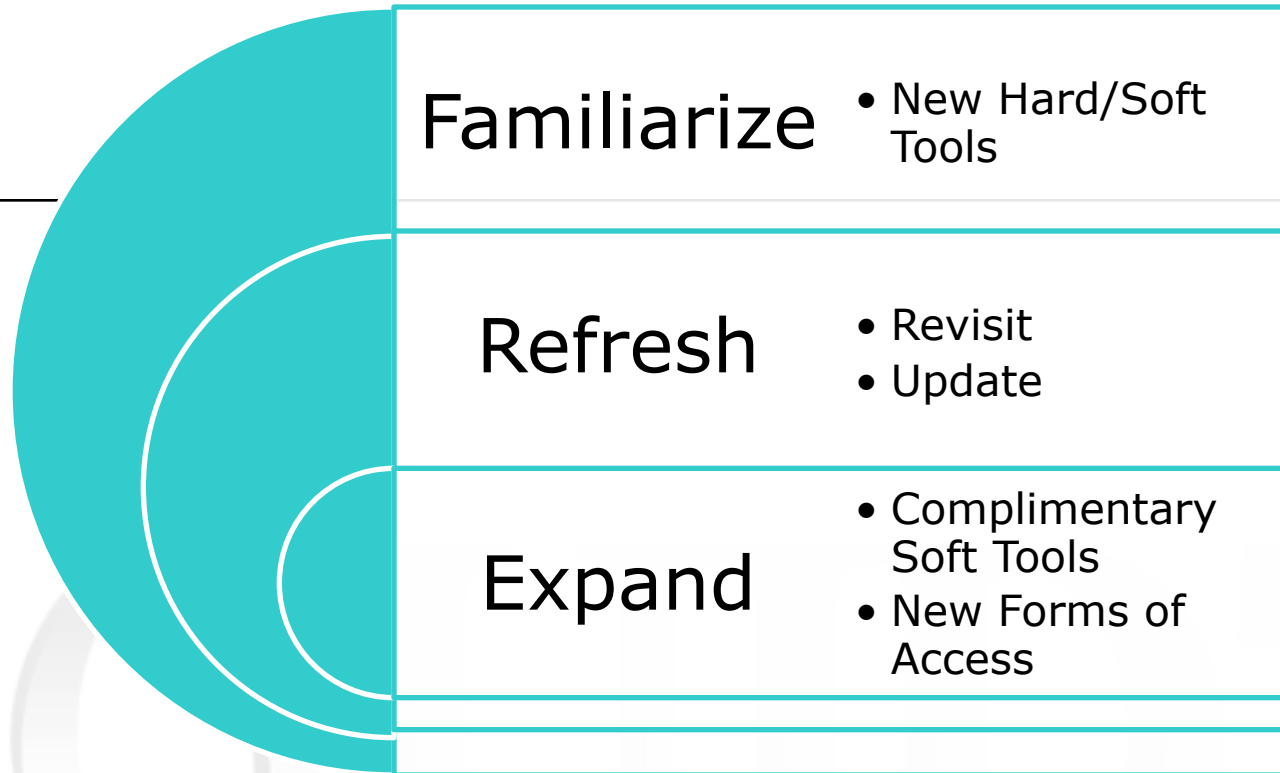 Familiarize
• New Hard/Soft
Tools
Refresh
• Revisit
• Update
Expand
• Complimentary
Soft Tools
• New Forms of
Access